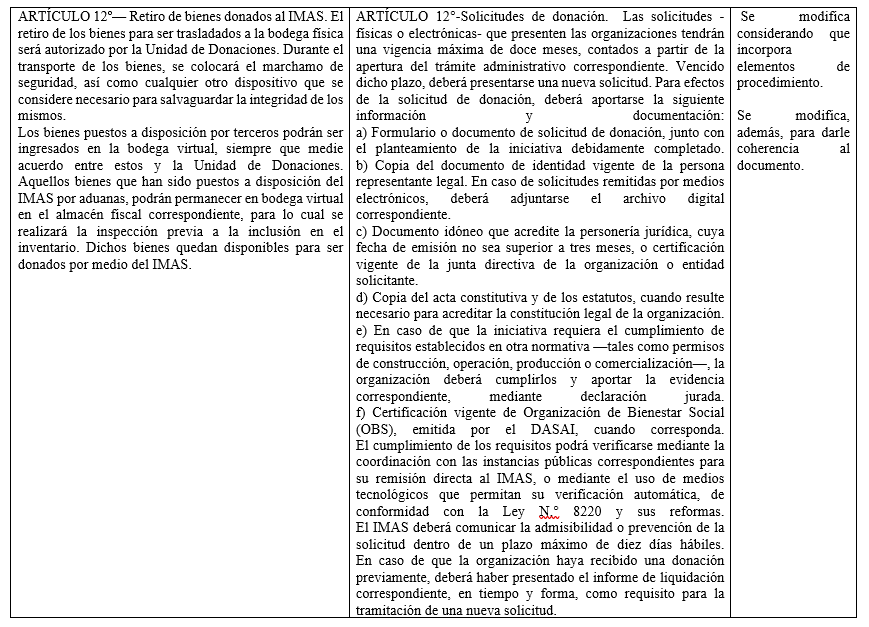 ARTÍCULO 12º— Retiro de bienes donados al IMAS. El
retiro de los bienes para ser trasladados a la bodega física
será autorizado por la Unidad de Donaciones. Durante el
transporte de los bienes, se colocará el marchamo de
seguridad, así como cualquier otro dispositivo que se
considere necesario para salvaguardar la integridad de los
mismos.
Los bienes puestos a disposición por terceros podrán ser
ingresados en la bodega virtual, siempre que medie
acuerdo entre estos y la Unidad de Donaciones.
Aquellos bienes que han sido puestos a disposición del
IMAS por aduanas, podrán permanecer en bodega virtual
en el almacén fiscal correspondiente, para lo cual se
realizará la inspección previa a la inclusión en el
inventario. Dichos bienes quedan disponibles para ser
donados por medio del IMAS.
ARTÍCULO 12°-Solicitudes de donación. Las solicitudes -
físicas o electrónicas- que presenten las organizaciones tendrán
una vigencia máxima de doce meses, contados a partir de la
apertura del trámite administrativo correspondiente. Vencido
dicho plazo, deberá presentarse una nueva solicitud. Para efectos
de la solicitud de donación, deberá aportarse la siguiente
información y documentación:
a) Formulario o documento de solicitud de donación, junto con
el planteamiento de la iniciativa debidamente completado.
b) Copia del documento de identidad vigente de la persona
representante legal. En caso de solicitudes remitidas por medios
electrónicos, deberá adjuntarse el archivo digital
correspondiente.
c) Documento idóneo que acredite la personería jurídica, cuya
fecha de emisión no sea superior a tres meses, o certificación
vigente de la junta directiva de la organización o entidad
solicitante.
d) Copia del acta constitutiva y de los estatutos, cuando resulte
necesario para acreditar la constitución legal de la organización.
e) En caso de que la iniciativa requiera el cumplimiento de
requisitos establecidos en otra normativa —tales como permisos
de construcción, operación, producción o comercialización—, la
organización deberá cumplirlos y aportar la evidencia
correspondiente, mediante declaración jurada.
f) Certificación vigente de Organización de Bienestar Social
(OBS), emitida por el DASAI, cuando corresponda.
El cumplimiento de los requisitos podrá verificarse mediante la
coordinación con las instancias públicas correspondientes para
su remisión directa al IMAS, o mediante el uso de medios
tecnológicos que permitan su verificación automática, de
conformidad con la Ley N.° 8220 y sus reformas.
El IMAS deberá comunicar la admisibilidad o prevención de la
solicitud dentro de un plazo máximo de diez días hábiles.
En caso de que la organización haya recibido una donación
previamente, deberá haber presentado el informe de liquidación
correspondiente, en tiempo y forma, como requisito para la
tramitación de una nueva solicitud.
Se modifica
considerando que
incorpora
elementos de
procedimiento.
Se modifica,
además, para darle
coherencia al
documento.